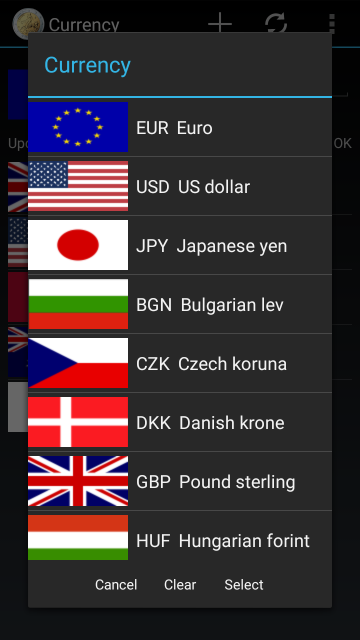 Currency
Upd
OK
Currency
EUR Euro
USD US dollar
JPY Japanese yen
BGN Bulgarian lev
CZK Czech koruna
DKK Danish krone
GBP Pound sterling
HUF Hungarian forint
Cancel Clear Select